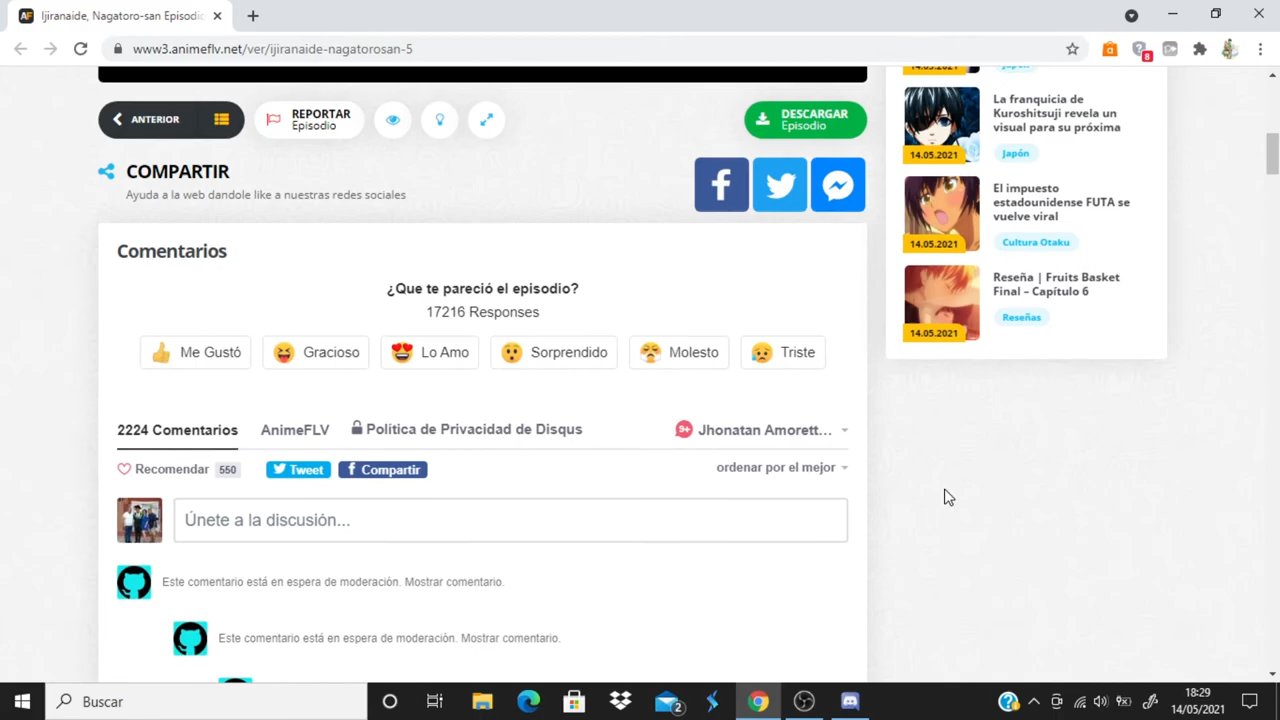 Ijiranaide, Nagatoro-san Episodic
www3.animeflv.net/ver/ijiranaide-nagatorosan-5
8
ANTERIOR
REPORTAR
Episodio
DESCARGAR
Episodio
COMPARTIR
Ayuda a la web dandole like a nuestras redes sociales
Comentarios
¿Que te pareció el episodio?
17216 Responses
Me Gustó
Gracioso
Lo Amo
Sorprendido
Molesto
Triste
2224 Comentarios
AnimeFLV
Política de Privacidad de Disqus
9+
Jhonatan Amorett...
Recomendar 550
Tweet
Compartir
ordenar por el mejor
Únete a la discusión...
Este comentario está en espera de moderación. Mostrar comentario.
Este comentario está en espera de moderación. Mostrar comentario.
14.05.2021
Japón
La franquicia de
Kuroshitsuji revela un
visual para su próxima
14.05.2021
Japón
El impuesto
estadounidense FUTA se
vuelve viral
14.05.2021
Cultura Otaku
Reseña | Fruits Basket
Final – Capítulo 6
14.05.2021
Reseñas
Buscar
2
18:29
14/05/2021